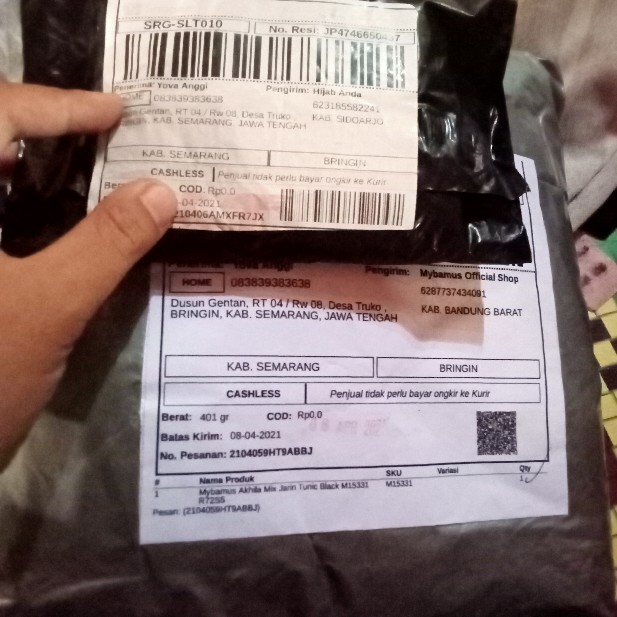 SRG-SLT010
No. Resi: JP4746650
Penerima: Yova Anggi
Pengirim: Hijab Anda
HOME 083839383638
623185582241
Gentan, RT 04 / Rw 08, Desa Truko ,
KAB. SIDOARJO
KAB. SEMARANG, JAWA TENGAH
KAB. SEMARANG
BRINGIN
CASHLESS
Penjual tidak perlu bayar ongkir ke Kurir
COD: Rp0.0
-04-2021
210406AMXFR7JX
Yova Anggi
Pengirim: Mybamus Official Shop
HOME 083839383638
6287737434091
Dusun Gentan, RT 04 / Rw 08, Desa Truko ,
KAB. BANDUNG BARAT
BRINGIN, KAB. SEMARANG, JAWA TENGAH
KAB. SEMARANG
BRINGIN
CASHLESS
Penjual tidak perlu bayar ongkir ke Kurir
Berat: 401 gr
COD: Rp0.0
Batas Kirim: 08-04-2021
No. Pesanan: 2104059HT9ABBJ
# Nama Produk SKU Variasi Qty
1 Mybamus Akhila Mix Jarin Tunic Black M15331 M15331 1
R72S5
Pesan: (2104059HT9ABBJ)